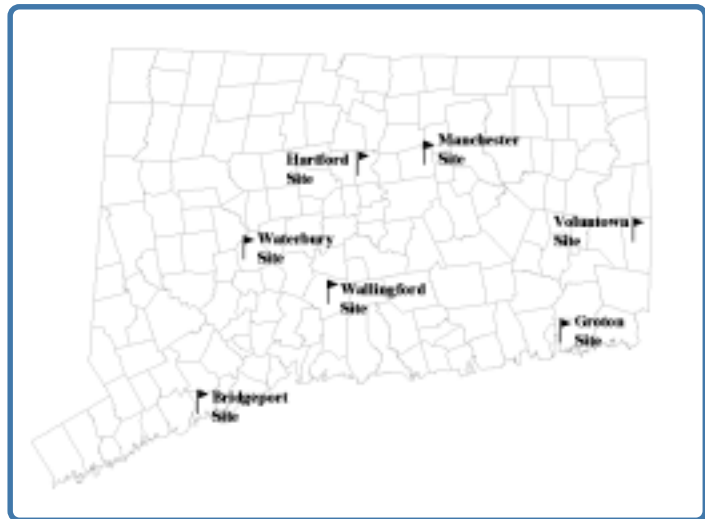 Manchester
Site
Hartford
Site
Voluntown
Site
Waterbury
Site
Wallingford
Site
Groton
Site
Bridgeport
Site